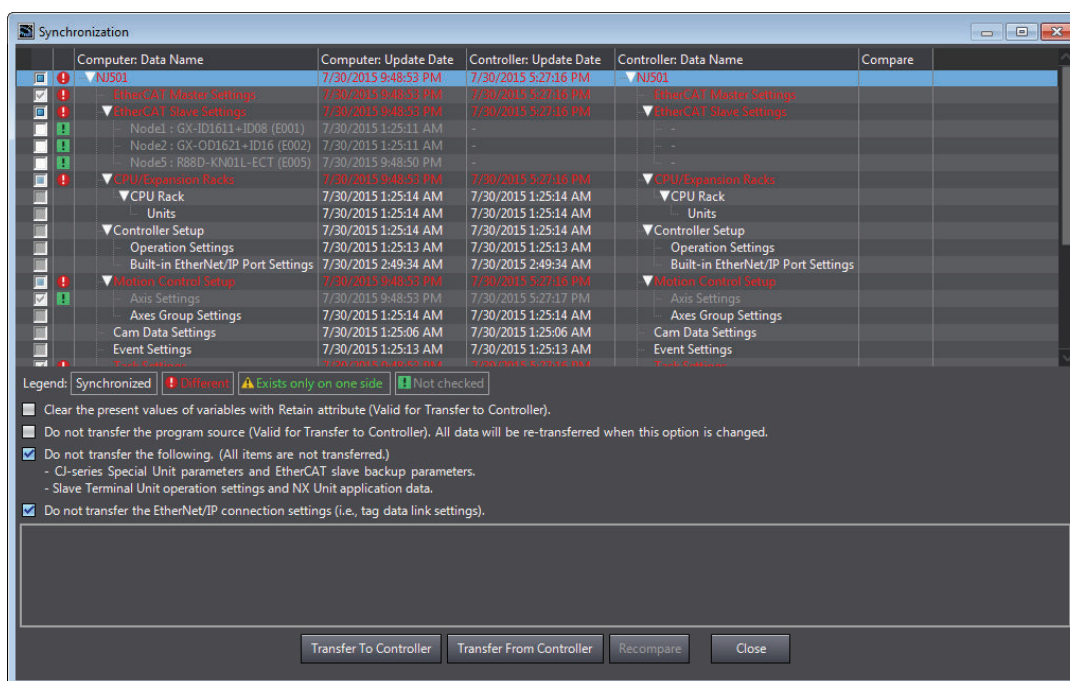 Synchronization
Computer: Data Name Computer: Update Date Controller: Update Date Controller: Data Name Compare
NJ501 7/30/2015 9:48:53 PM 7/30/2015 5:27:16 PM NJ501
EtherCAT Master Settings 7/30/2015 9:48:53 PM 7/30/2015 5:27:16 PM EtherCAT Master Settings
EtherCAT Slave Settings 7/30/2015 9:48:53 PM 7/30/2015 5:27:16 PM EtherCAT Slave Settings
Node1 : GX-ID1611+ID08 (E001) 7/30/2015 1:25:11 AM - -
Node2 : GX-OD1621+ID16 (E002) 7/30/2015 1:25:11 AM - -
Node5 : R88D-KN01L-ECT (E005) 7/30/2015 9:48:50 PM - -
CPU/Expansion Racks 7/30/2015 9:48:53 PM 7/30/2015 5:27:16 PM CPU/Expansion Racks
CPU Rack 7/30/2015 1:25:14 AM 7/30/2015 1:25:14 AM CPU Rack
Units 7/30/2015 1:25:14 AM 7/30/2015 1:25:14 AM Units
Controller Setup 7/30/2015 1:25:14 AM 7/30/2015 1:25:14 AM Controller Setup
Operation Settings 7/30/2015 1:25:13 AM 7/30/2015 1:25:13 AM Operation Settings
Built-in EtherNet/IP Port Settings 7/30/2015 2:49:34 AM 7/30/2015 2:49:34 AM Built-in EtherNet/IP Port Settings
Motion Control Setup 7/30/2015 9:48:53 PM 7/30/2015 5:27:16 PM Motion Control Setup
Axis Settings 7/30/2015 9:48:53 PM 7/30/2015 5:27:17 PM Axis Settings
Axes Group Settings 7/30/2015 1:25:14 AM 7/30/2015 1:25:14 AM Axes Group Settings
Cam Data Settings 7/30/2015 1:25:06 AM 7/30/2015 1:25:06 AM Cam Data Settings
Event Settings 7/30/2015 1:25:13 AM 7/30/2015 1:25:13 AM Event Settings
Legend: Synchronized Different Exists only on one side Not checked
Clear the present values of variables with Retain attribute (Valid for Transfer to Controller).
Do not transfer the program source (Valid for Transfer to Controller). All data will be re-transferred when this option is changed.
Do not transfer the following. (All items are not transferred.)
- CJ-series Special Unit parameters and EtherCAT slave backup parameters.
- Slave Terminal Unit operation settings and NX Unit application data.
Do not transfer the EtherNet/IP connection settings (i.e., tag data link settings).
Transfer To Controller Transfer From Controller Recompare Close